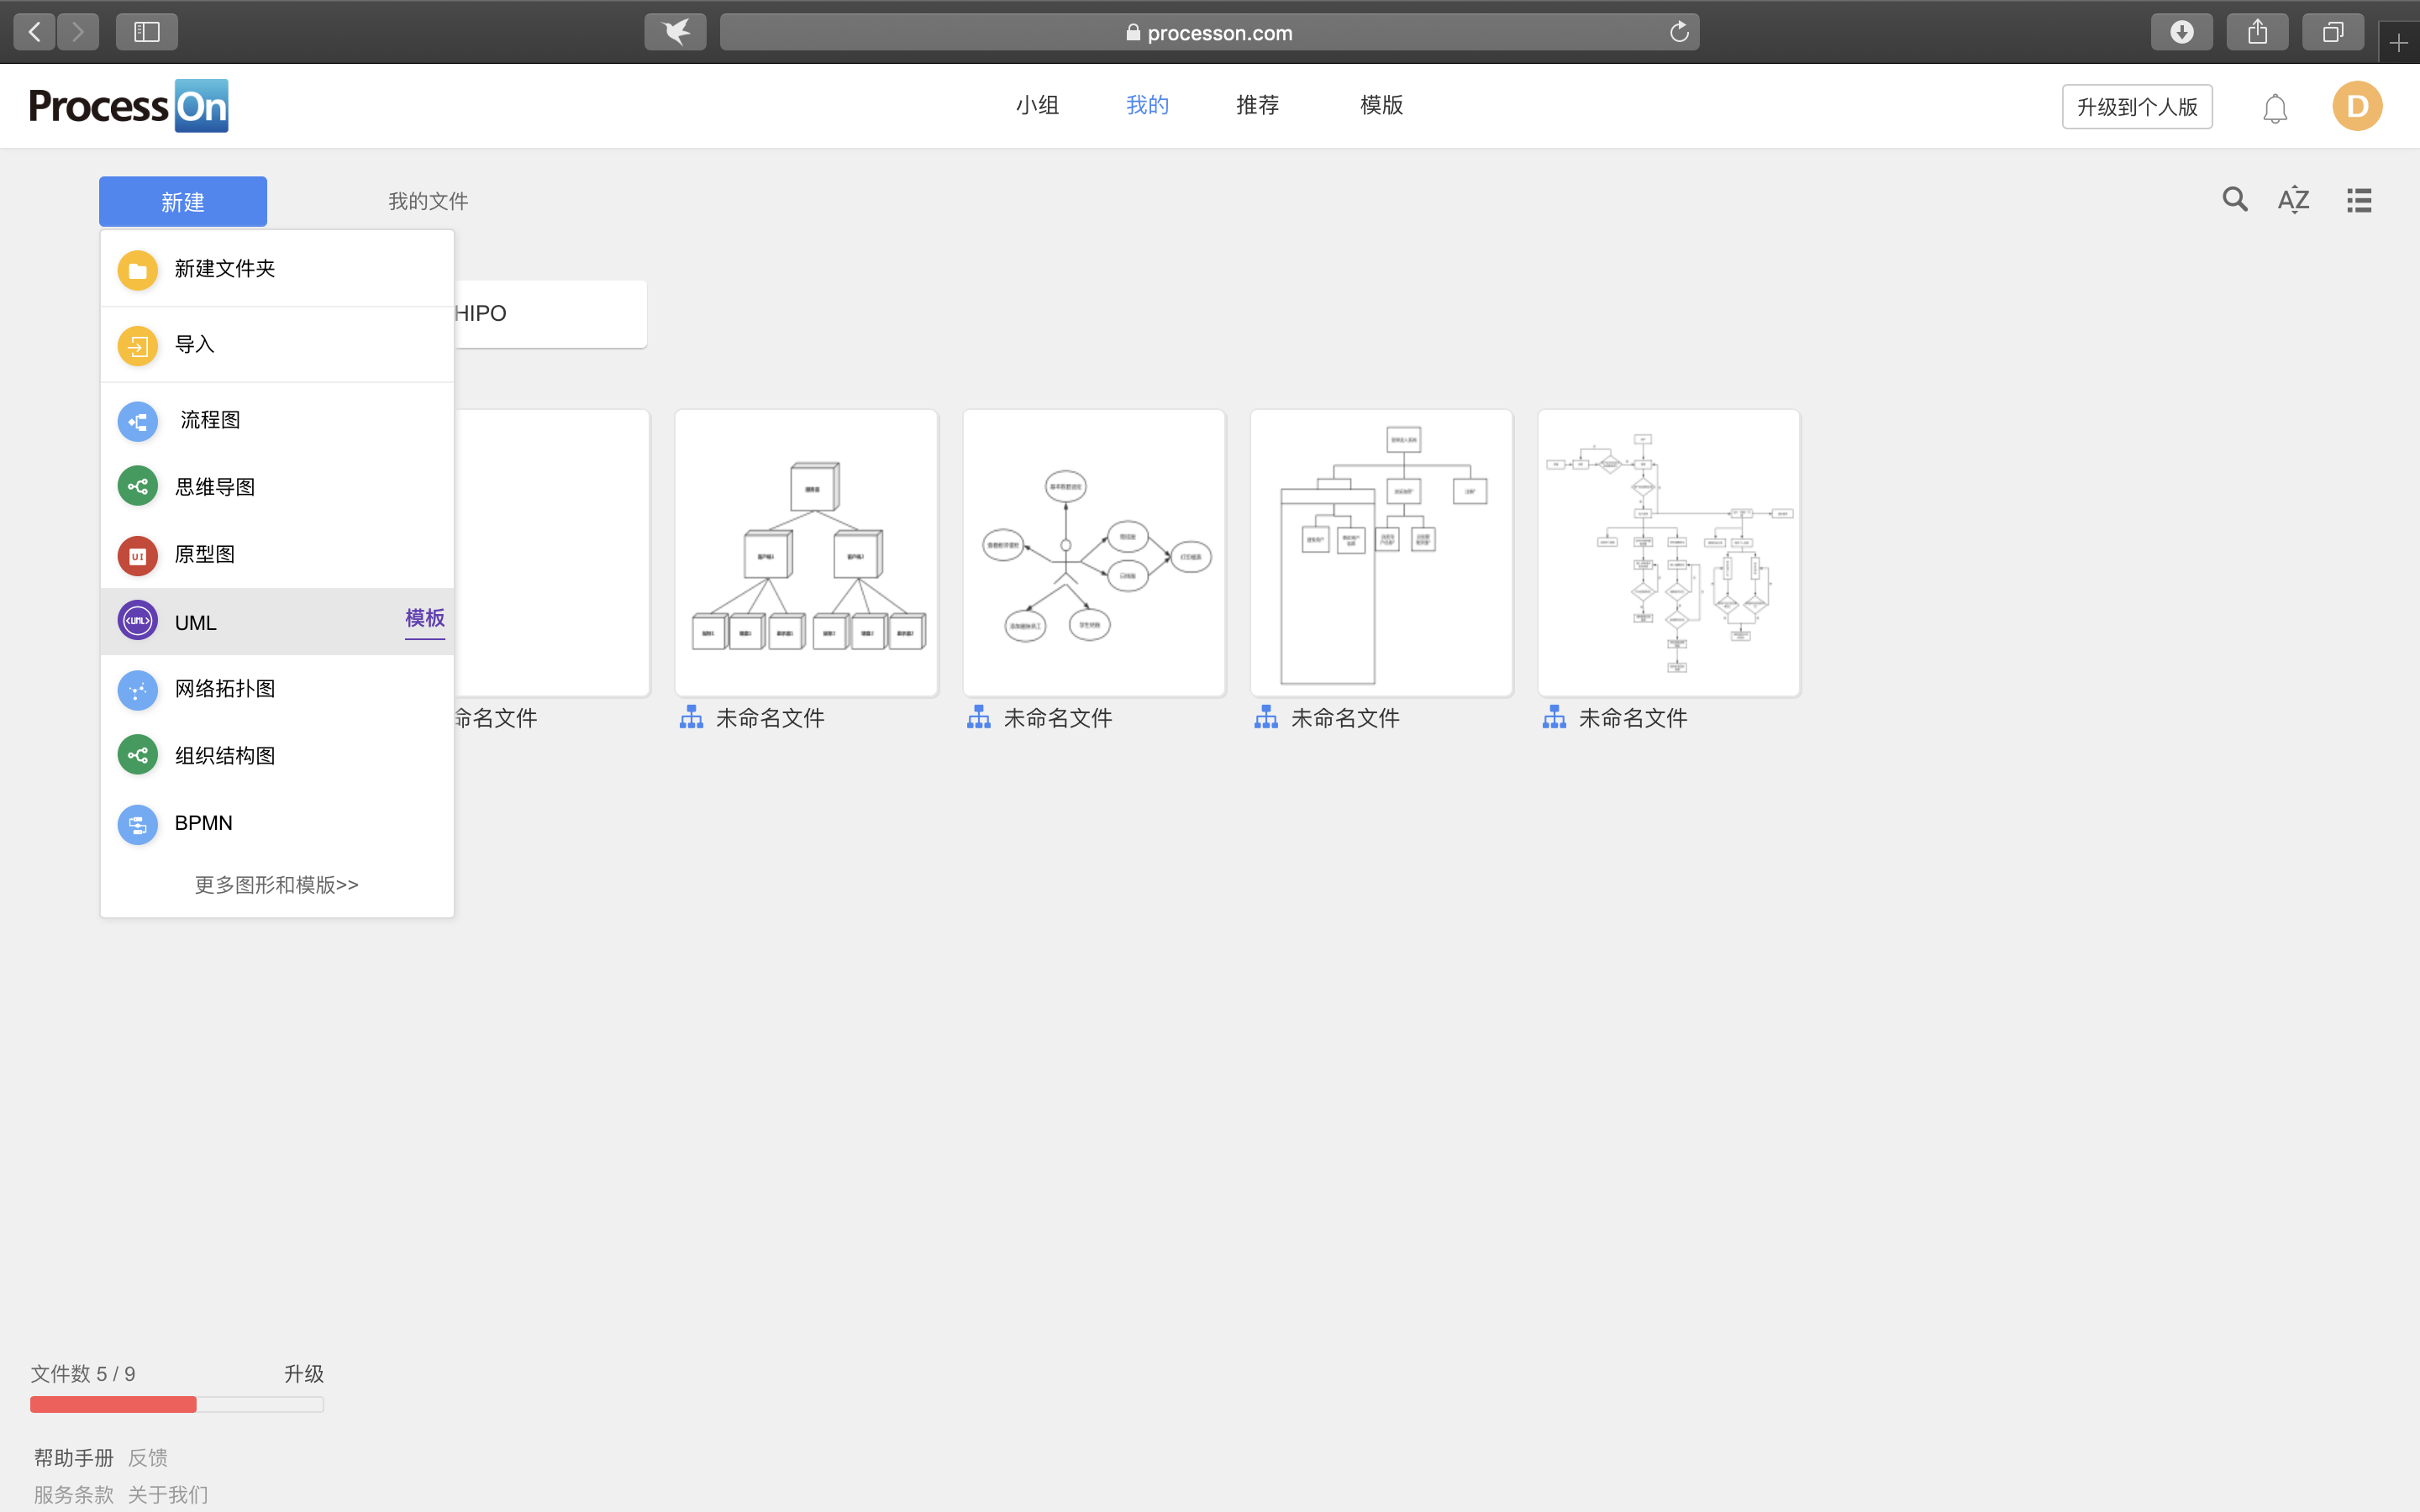 processon.com
ProcessOn
小组 我的 推荐 模版
升级到个人版
D
新建 我的文件
AZ
新建文件夹
HIPO
导入
流程图
思维导图
UI 原型图
<UML> UML 模板
网络拓扑图
命名文件 未命名文件 未命名文件 未命名文件 未命名文件
组织结构图
BPMN
更多图形和模版>>
文件数 5 / 9 升级
帮助手册 反馈
服务条款 关于我们